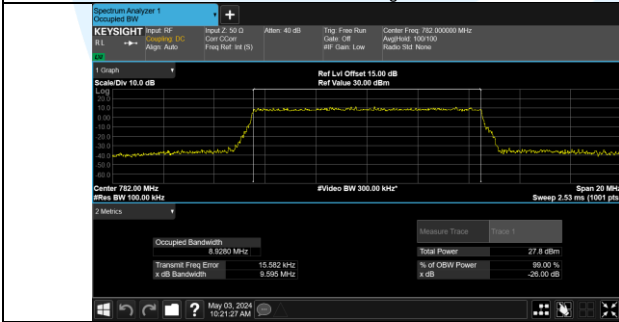 Spectrum Analyzer 1
Occupied BW
+
KEYSIGHT Input: RF Input Z: 50 Ω Atten: 40 dB Trig: Free Run Center Freq: 782.000000 MHz
R L Coupling: DC Corr CCorr Gate: Off Avg|Hold: 100/100
Align: Auto Freq Ref: Int (S) #IF Gain: Low Radio Std: None
1 Graph
Ref Lvl Offset 15.00 dB
Scale/Div 10.0 dB Ref Value 30.00 dBm
Log
20.0
10.0
0.00
-10.0
-20.0
-30.0
-40.0
-50.0
-60.0
Center 782.00 MHz #Video BW 300.00 kHz* Span 20 MHz
#Res BW 100.00 kHz Sweep 2.53 ms (1001 pts)
2 Metrics
Measure Trace Trace 1
Occupied Bandwidth
8.9280 MHz Total Power 27.8 dBm
Transmit Freq Error 15.582 kHz % of OBW Power 99.00 %
x dB Bandwidth 9.595 MHz x dB -26.00 dB
? May 03, 2024
10:21:27 AM